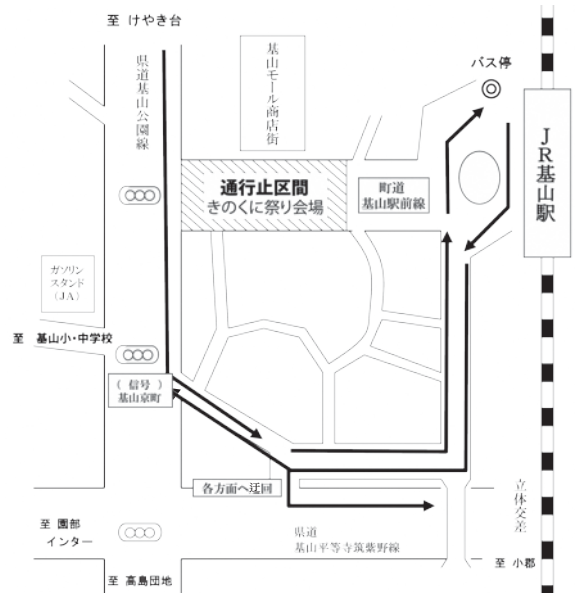 至 けやき台
県道基山公園線
基山モール商店街
バス停
JR基山駅
通行止区間
きのくに祭り会場
町道
基山駅前線
ガソリン
スタンド
(JA)
至 基山小・中学校
(信号)
基山京町
各方面へ迂回
立体交差
至 園部
インター
県道
基山平等寺筑紫野線
至 小郡
至 高島団地